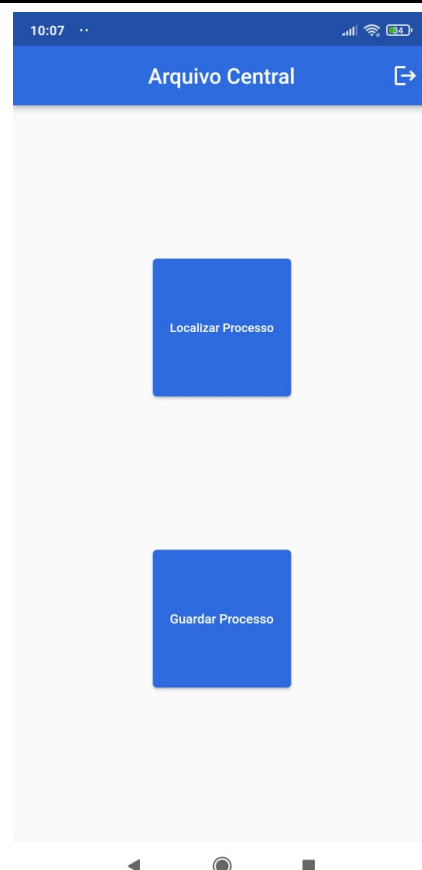 10:07 ··
34
Arquivo Central
Localizar Processo
Guardar Processo